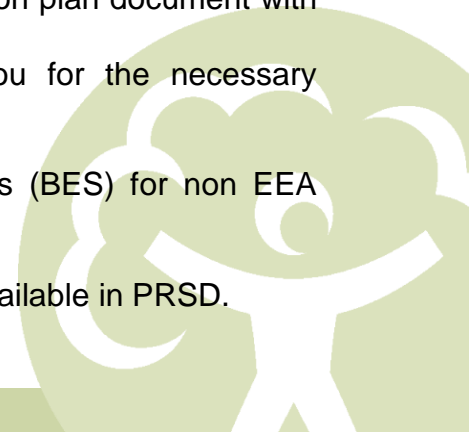 on plan document with
ou for the necessary
s (BES) for non EEA
ailable in PRSD.